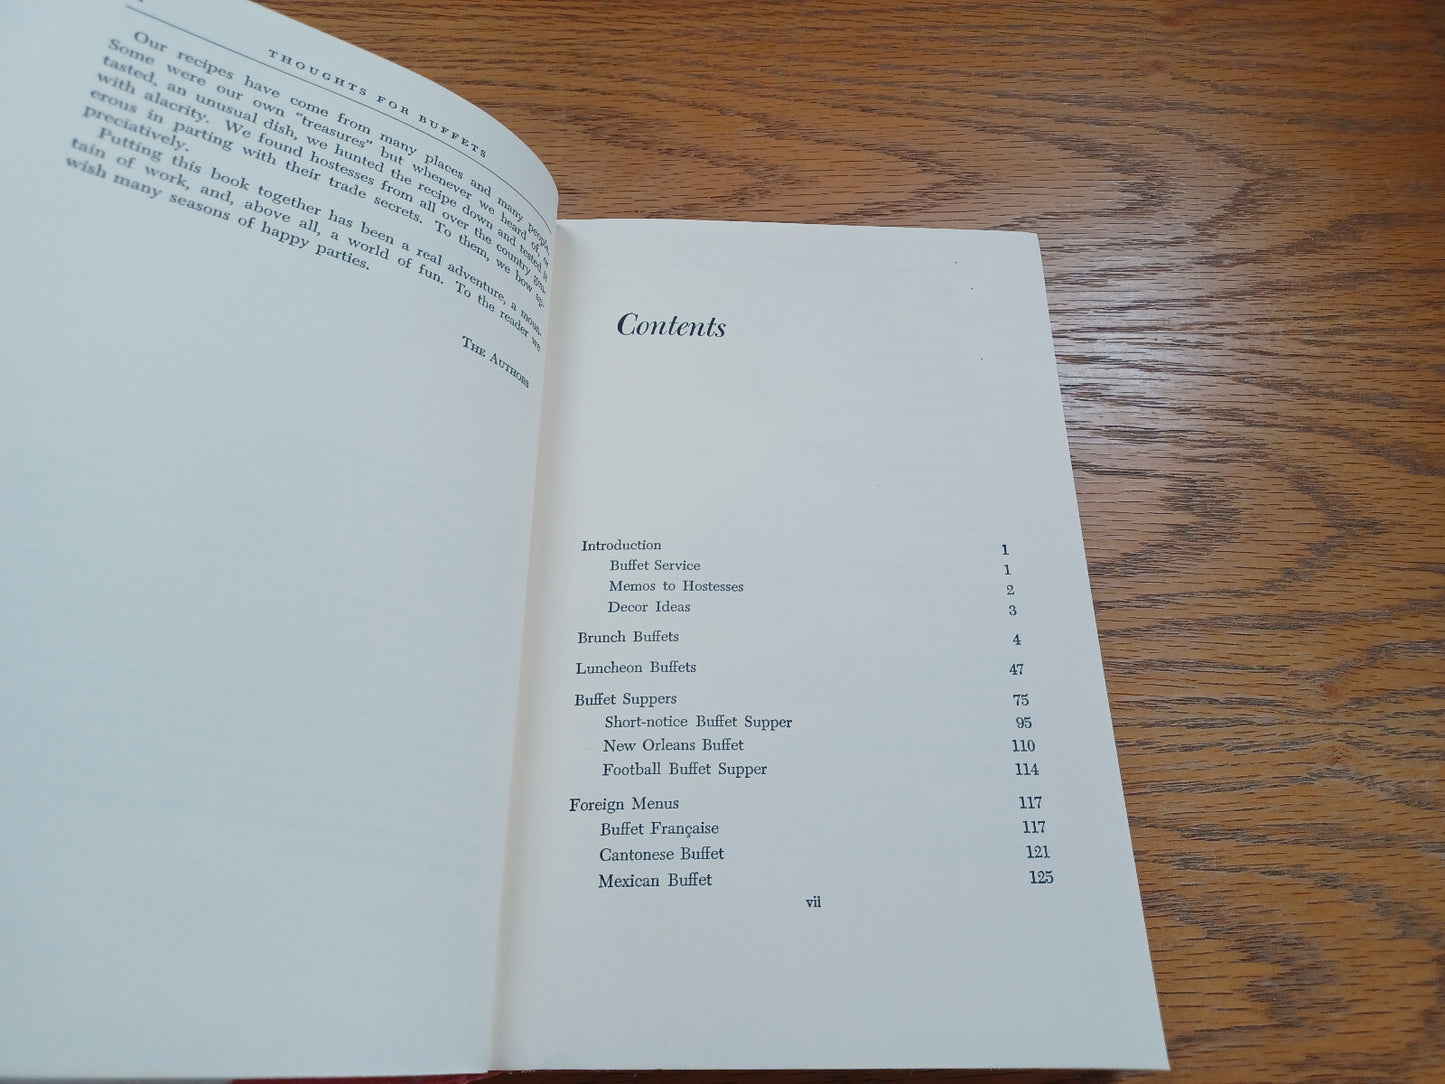 THOUGHTS FOR BUFFETS
Our recipes have come from many places and many people.
Some were our own "treasures" but whenever we heard of, or
tasted, an unusual dish, we hunted the recipe down and tested it
with alacrity. We found hostesses from all over the country gen-
erous in parting with their trade secrets. To them, we bow ap-
preciatively.
Putting this book together has been a real adventure, a moun-
tain of work, and, above all, a world of fun. To the reader we
wish many seasons of happy parties.
THE AUTHORS
Contents
Introduction 1
Buffet Service 1
Memos to Hostesses 2
Decor Ideas 3
Brunch Buffets 4
Luncheon Buffets 47
Buffet Suppers 75
Short-notice Buffet Supper 95
New Orleans Buffet 110
Football Buffet Supper 114
Foreign Menus 117
Buffet Française 117
Cantonese Buffet 121
Mexican Buffet 125
vii